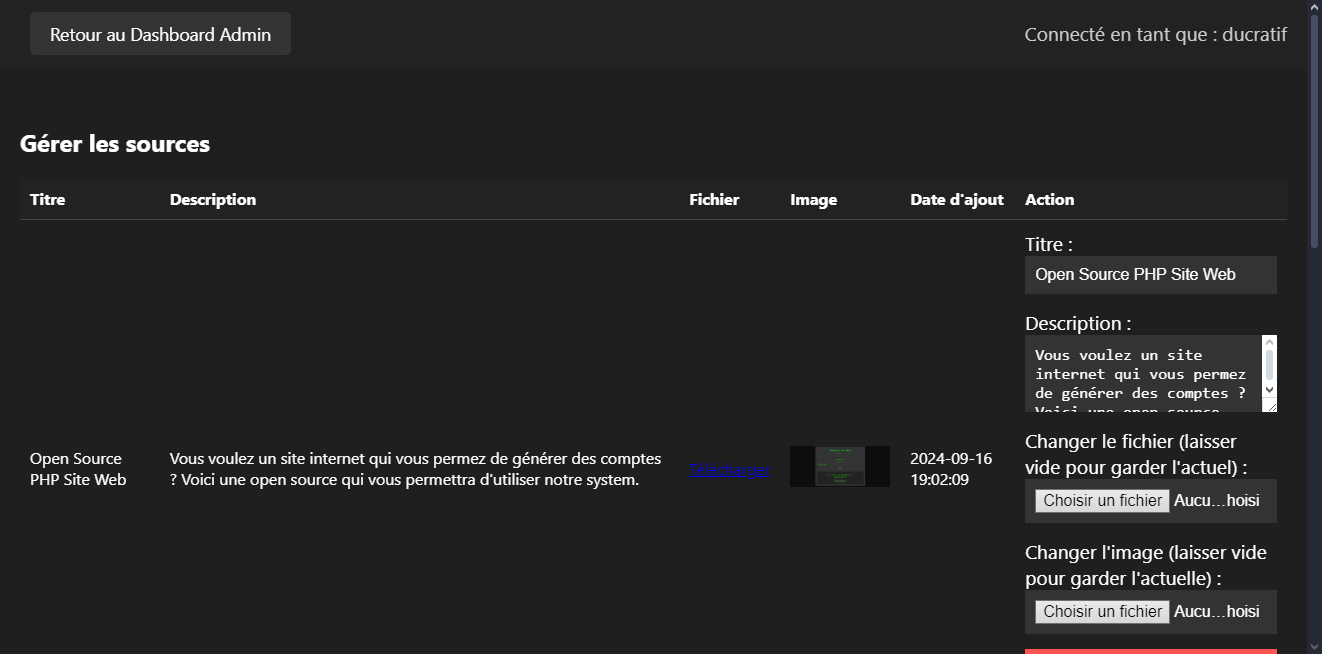 Retour au Dashboard Admin
Connecté en tant que : ducratif
Gérer les sources
Titre
Description
Fichier
Image
Date d'ajout
Action
Open Source
PHP Site Web
Vous voulez un site internet qui vous permez de générer des comptes
? Voici une open source qui vous permettra d'utiliser notre system.
Télécharger
2024-09-16
19:02:09
Titre :
Open Source PHP Site Web
Description :
Vous voulez un site
internet qui vous permez
de générer des comptes ?
Voici une open source
Changer le fichier (laisser
vide pour garder l'actuel) :
Choisir un fichier Aucu…hoisi
Changer l'image (laisser vide
pour garder l'actuelle) :
Choisir un fichier Aucu…hoisi